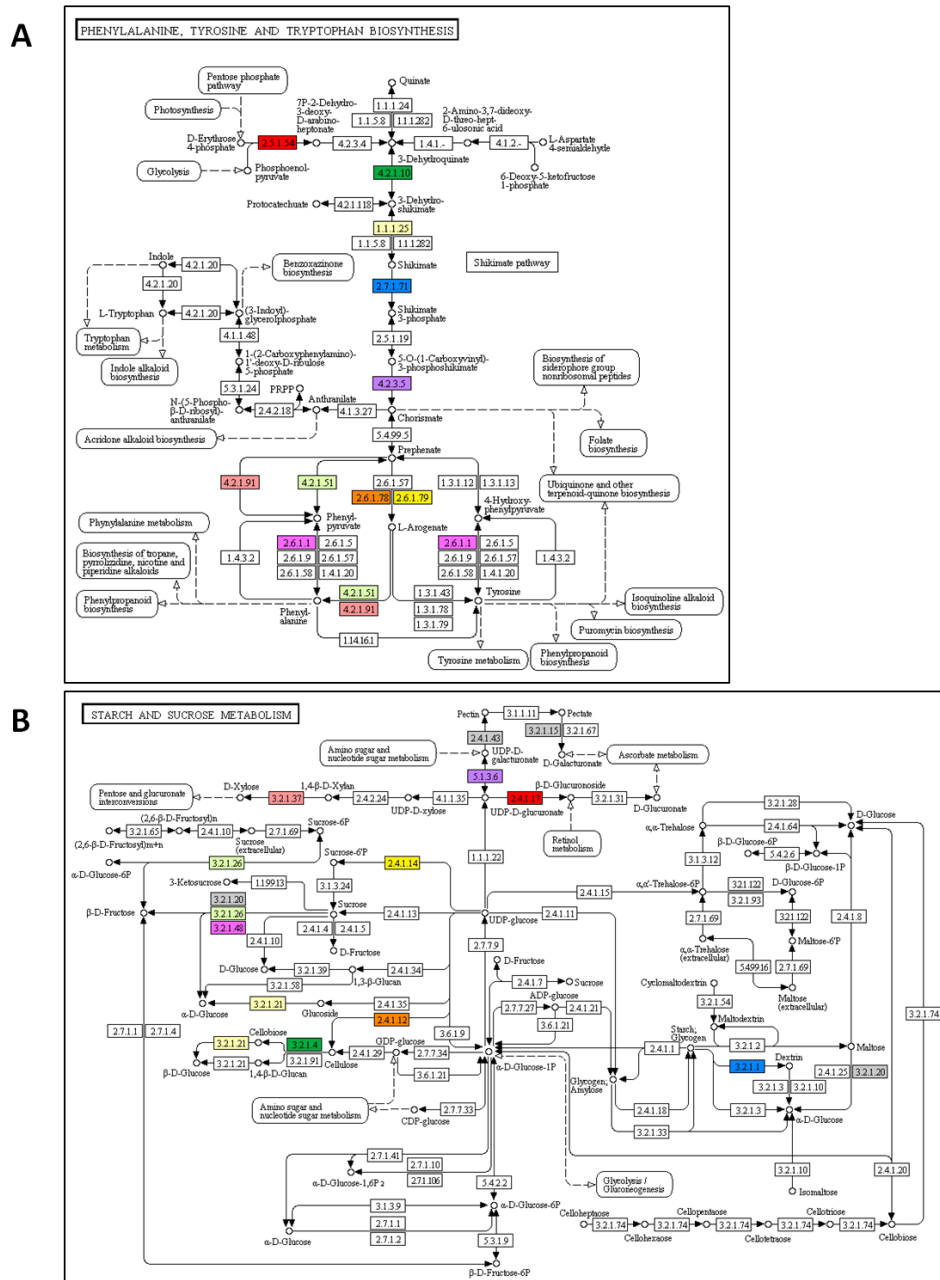 A
PHENYLALANINE, TYROSINE AND TRYPTOPHAN BIOSYNTHESIS
Pentose phosphate
pathway
Photosynthesis
7P-2-Dehydro-
3-deoxy-
D-arabino-
heptonate
Quinate
1.1.1.24
1.1.5.8
1.1.1.282
2-Amino-3,7-dideoxy-
D-threo-hept-
6-ulosonic acid
D-Erythrose
4-phosphate
2.5.1.54
4.2.3.4
1.4.1.-
4.1.2.-
L-Aspartate
4-semialdehyde
Glycolysis
Phosphoenol-
pyruvate
3-Dehydroquinate
4.2.1.10
6-Deoxy-5-ketofructose
1-phosphate
Protocatechuate
4.2.1.118
3-Dehydro-
shikimate
1.1.1.25
1.1.5.8
1.1.1.282
Shikimate
Shikimate pathway
Indole
4.2.1.20
Benzoxazinone
biosynthesis
4.2.1.20
2.7.1.71
L-Tryptophan
4.2.1.20
(3-Indoyl)-
glycerolphosphate
Shikimate
3-phosphate
Tryptophan
metabolism
4.1.1.48
2.5.1.19
Indole alkaloid
biosynthesis
1-(2-Carboxyphenylamino)-
1'-deoxy-D-ribulose
5-phosphate
5-O-(1-Carboxyvinyl)-
3-phosphoshikimate
Biosynthesis of
siderophore group
nonribosomal peptides
5.3.1.24
PRPP
4.2.3.5
N-(5-Phospho-
β-D-ribosyl)-
anthranilate
2.4.2.18
Anthranilate
4.1.3.27
Chorismate
Acridone alkaloid biosynthesis
5.4.99.5
Folate
biosynthesis
Prephenate
4.2.1.91
4.2.1.51
2.6.1.57
1.3.1.12
1.3.1.13
2.6.1.78
2.6.1.79
Ubiquinone and other
terpenoid-quinone biosynthesis
Phynylalanine metabolism
Phenyl-
pyruvate
L-Arogenate
4-Hydroxy-
phenylpyruvate
Biosynthesis of tropane,
pyrrolizidine, nicotine and
piperidine alkaloids
1.4.3.2
2.6.1.1
2.6.1.5
2.6.1.9
2.6.1.57
2.6.1.58
1.4.1.20
2.6.1.1
2.6.1.5
2.6.1.9
2.6.1.57
2.6.1.58
1.4.1.20
1.4.3.2
Phenylpropanoid
biosynthesis
Phenyl-
alanine
4.2.1.51
4.2.1.91
1.3.1.43
1.3.1.78
1.3.1.79
Tyrosine
Isoquinoline alkaloid
biosynthesis
Puromycin biosynthesis
1.14.16.1
Tyrosine metabolism
Phenylpropanoid
biosynthesis
B
STARCH AND SUCROSE METABOLISM
Pectin
3.1.1.11
Pectate
2.4.1.43
3.2.1.15
3.2.1.67
Amino sugar and
nucleotide sugar metabolism
UDP-D-
galacturonate
D-Galacturonate
Ascorbate metabolism
5.1.3.6
Pentose and glucuronate
interconversions
D-Xylose
3.2.1.37
1,4-β-D-Xylan
2.4.2.24
UDP-D-xylose
4.1.1.35
2.4.1.17
UDP-D-glucuronate
β-D-Glucuronoside
3.2.1.31
D-Glucuronate
Retinol
metabolism
(2,6-β-D-Fructosyl)n
Sucrose-6P
3.2.1.65
2.4.1.10
2.7.1.69
(2,6-β-D-Fructosyl)m+n
Sucrose
(extracellular)
α-D-Glucose-6P
3.2.1.26
Sucrose-6'P
2.4.1.14
3.1.3.24
1.1.1.22
3-Ketosucrose
1.1.99.13
3.2.1.28
α,α-Trehalose
2.4.1.64
D-Glucose
β-D-Glucose-6P
5.4.2.6
β-D-Glucose-1P
3.1.3.12
α,α'-Trehalose-6P
D-Glucose-6P
2.4.1.15
3.2.1.122
3.2.1.93
β-D-Fructose
3.2.1.20
3.2.1.26
3.2.1.48
Sucrose
2.4.1.13
UDP-glucose
2.4.1.11
2.4.1.8
2.4.1.10
2.4.1.4
2.4.1.5
D-Fructose
2.7.1.69
3.2.1.122
Maltose-6'P
2.7.7.9
D-Glucose
3.2.1.39
1,3-β-Glucan
2.4.1.34
3.2.1.58
D-Fructose
α,α-Trehalose
(extracellular)
5.4.99.16
2.7.1.69
Maltose
(extracellular)
2.4.1.7
Sucrose
Cyclomaltodextrin
3.2.1.54
3.2.1.74
α-D-Glucose
3.2.1.21
Glucoside
2.4.1.35
ADP-glucose
2.7.7.27
2.4.1.21
3.6.1.21
Maltodextrin
2.7.1.1
2.7.1.4
2.4.1.12
3.6.1.9
Starch;
Glycogen
3.2.1.2
Maltose
3.2.1.21
Cellobiose
3.2.1.4
3.2.1.91
Cellulose
2.4.1.29
GDP-glucose
2.7.7.34
3.6.1.21
α-D-Glucose-1P
2.4.1.1
3.2.1.1
Dextrin
2.4.1.25
3.2.1.20
β-D-Glucose
3.2.1.21
1,4-β-D-Glucan
Glycogen;
Amylose
3.2.1.3
3.2.1.10
Amino sugar and
nucleotide sugar metabolism
CDP-glucose
2.7.7.33
2.4.1.18
3.2.1.3
α-D-Glucose
3.2.1.33
2.7.1.41
α-D-Glucose-1,6P2
2.7.1.10
2.7.1.106
5.4.2.2
Glycolysis /
Gluconeogenesis
3.2.1.10
Isomaltose
2.4.1.20
3.1.3.9
2.7.1.1
2.7.1.2
α-D-Glucose
α-D-Glucose-6P
5.3.1.9
β-D-Fructose-6P
Celloheptaose
3.2.1.74
Cellohexaose
3.2.1.74
Cellopentaose
3.2.1.74
Cellotetraose
3.2.1.74
Cellotriose
3.2.1.74
Cellobiose